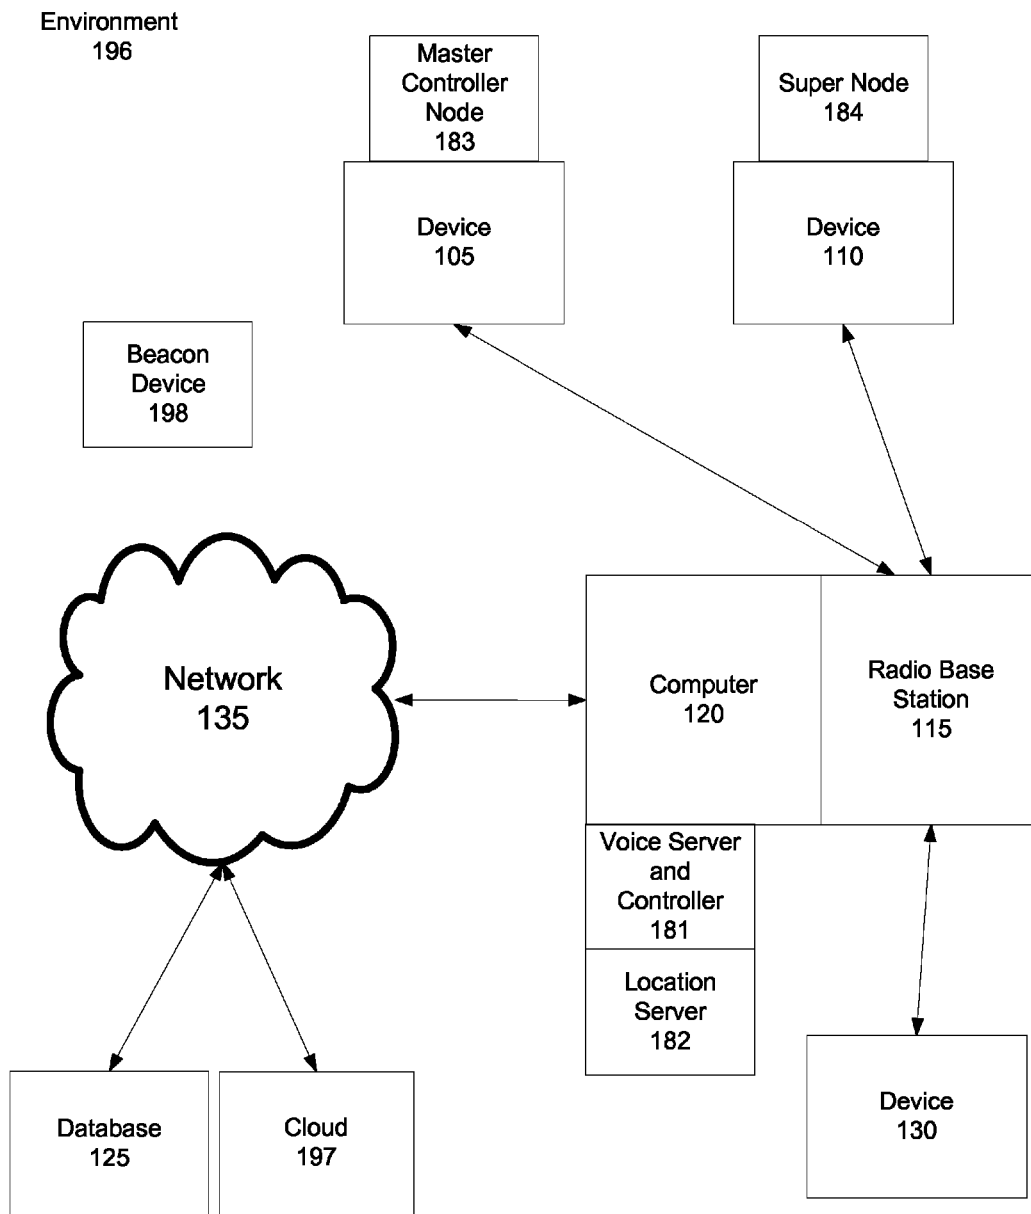 Environment
196
Master
Controller
Node
183
Super Node
184
Device
105
Device
110
Beacon
Device
198
Network
135
Computer
120
Radio Base
Station
115
Voice Server
and
Controller
181
Location
Server
182
Database
125
Cloud
197
Device
130